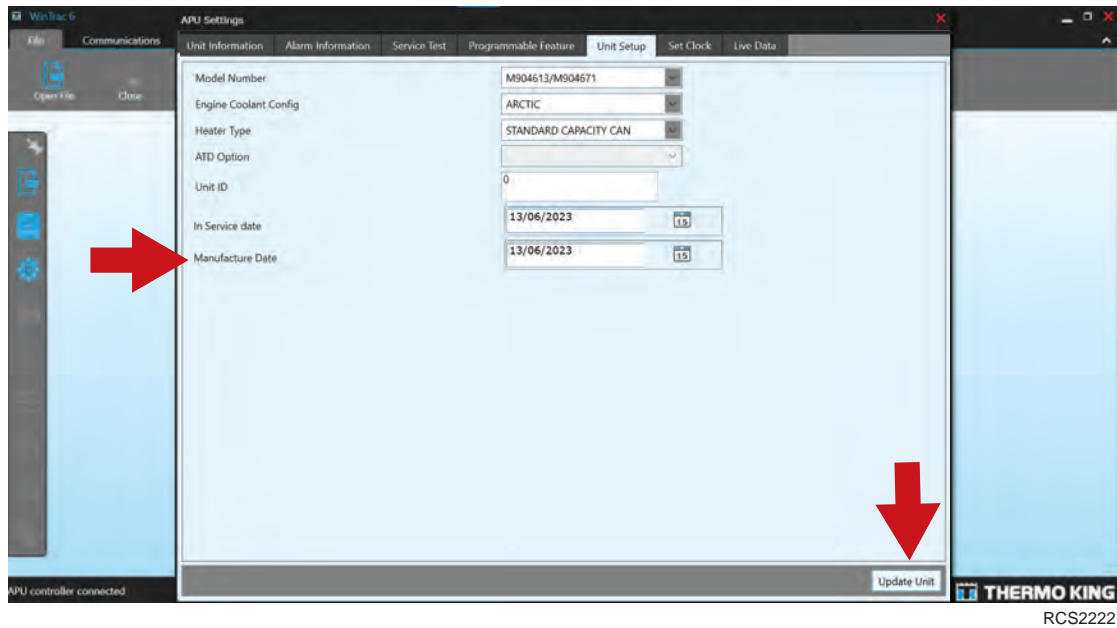 WinTrac 6
APU Settings
File Communications
Unit Information Alarm Information Service Test Programmable Feature Unit Setup Set Clock Live Data
Open File Close
Model Number M904613/M904671
Engine Coolant Config ARCTIC
Heater Type STANDARD CAPACITY CAN
ATD Option
Unit ID 0
In Service date 13/06/2023 15
Manufacture Date 13/06/2023 15
Update Unit
APU controller connected
THERMO KING
RCS2222